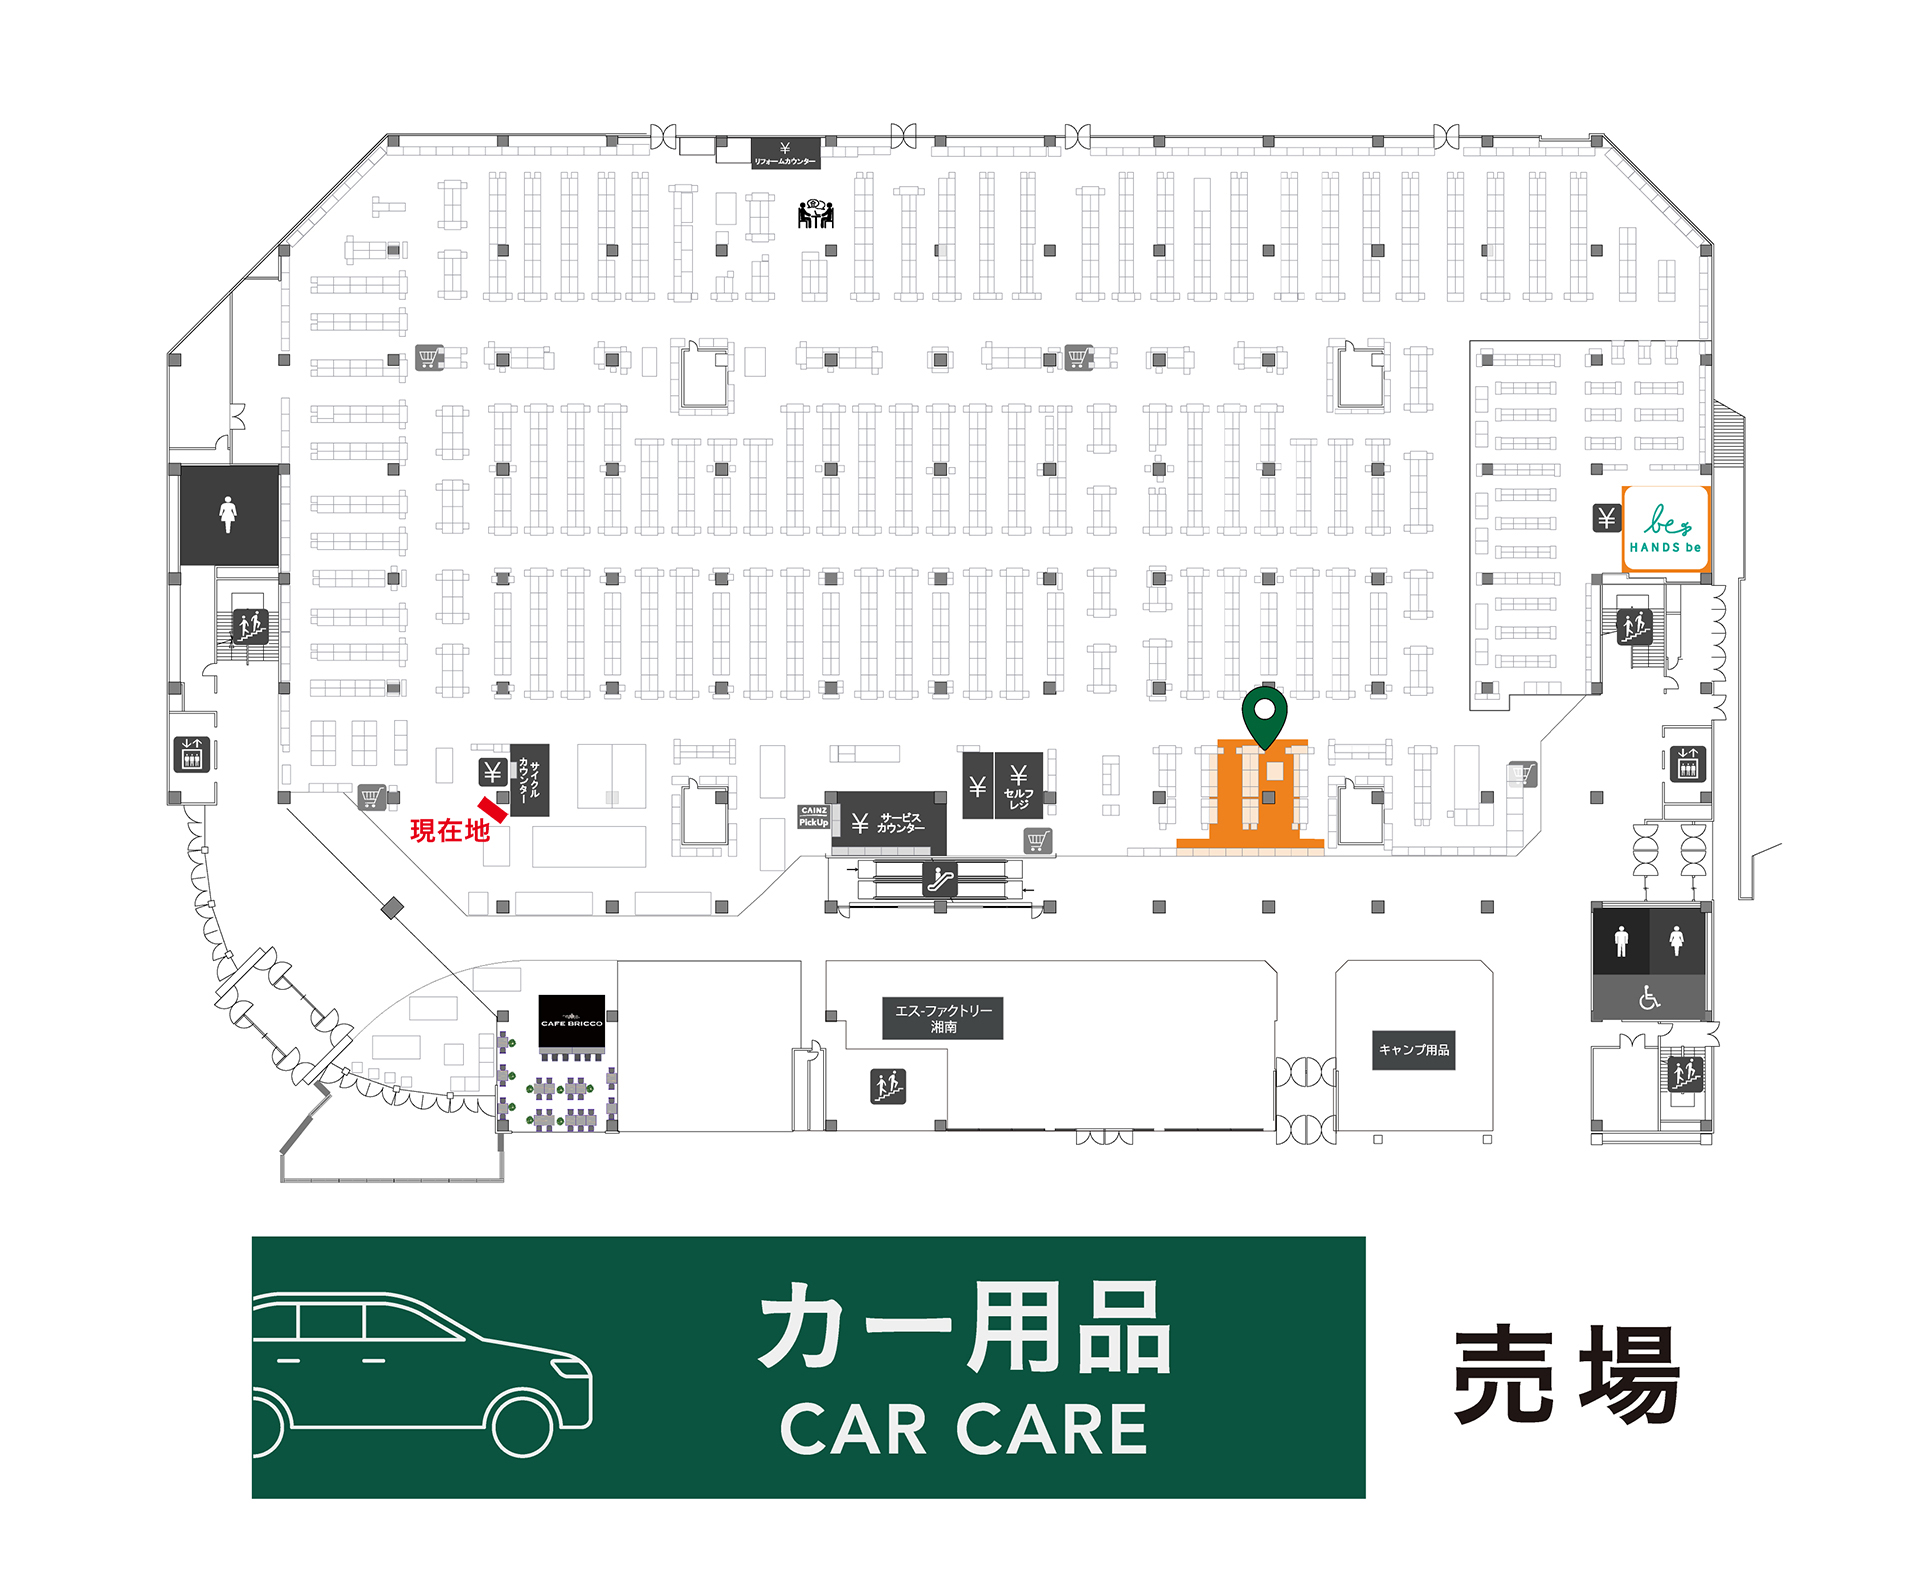 ¥
リフォームカウンター
be
HANDS be
¥
¥
サイクル
カウンター
現在地
CAINZ
PickUp
¥
サービス
カウンター
¥
¥
セルフ
レジ
CAFE BRICCO
エス-ファクトリー
湘南
キャンプ用品
カー用品
CAR CARE
売場